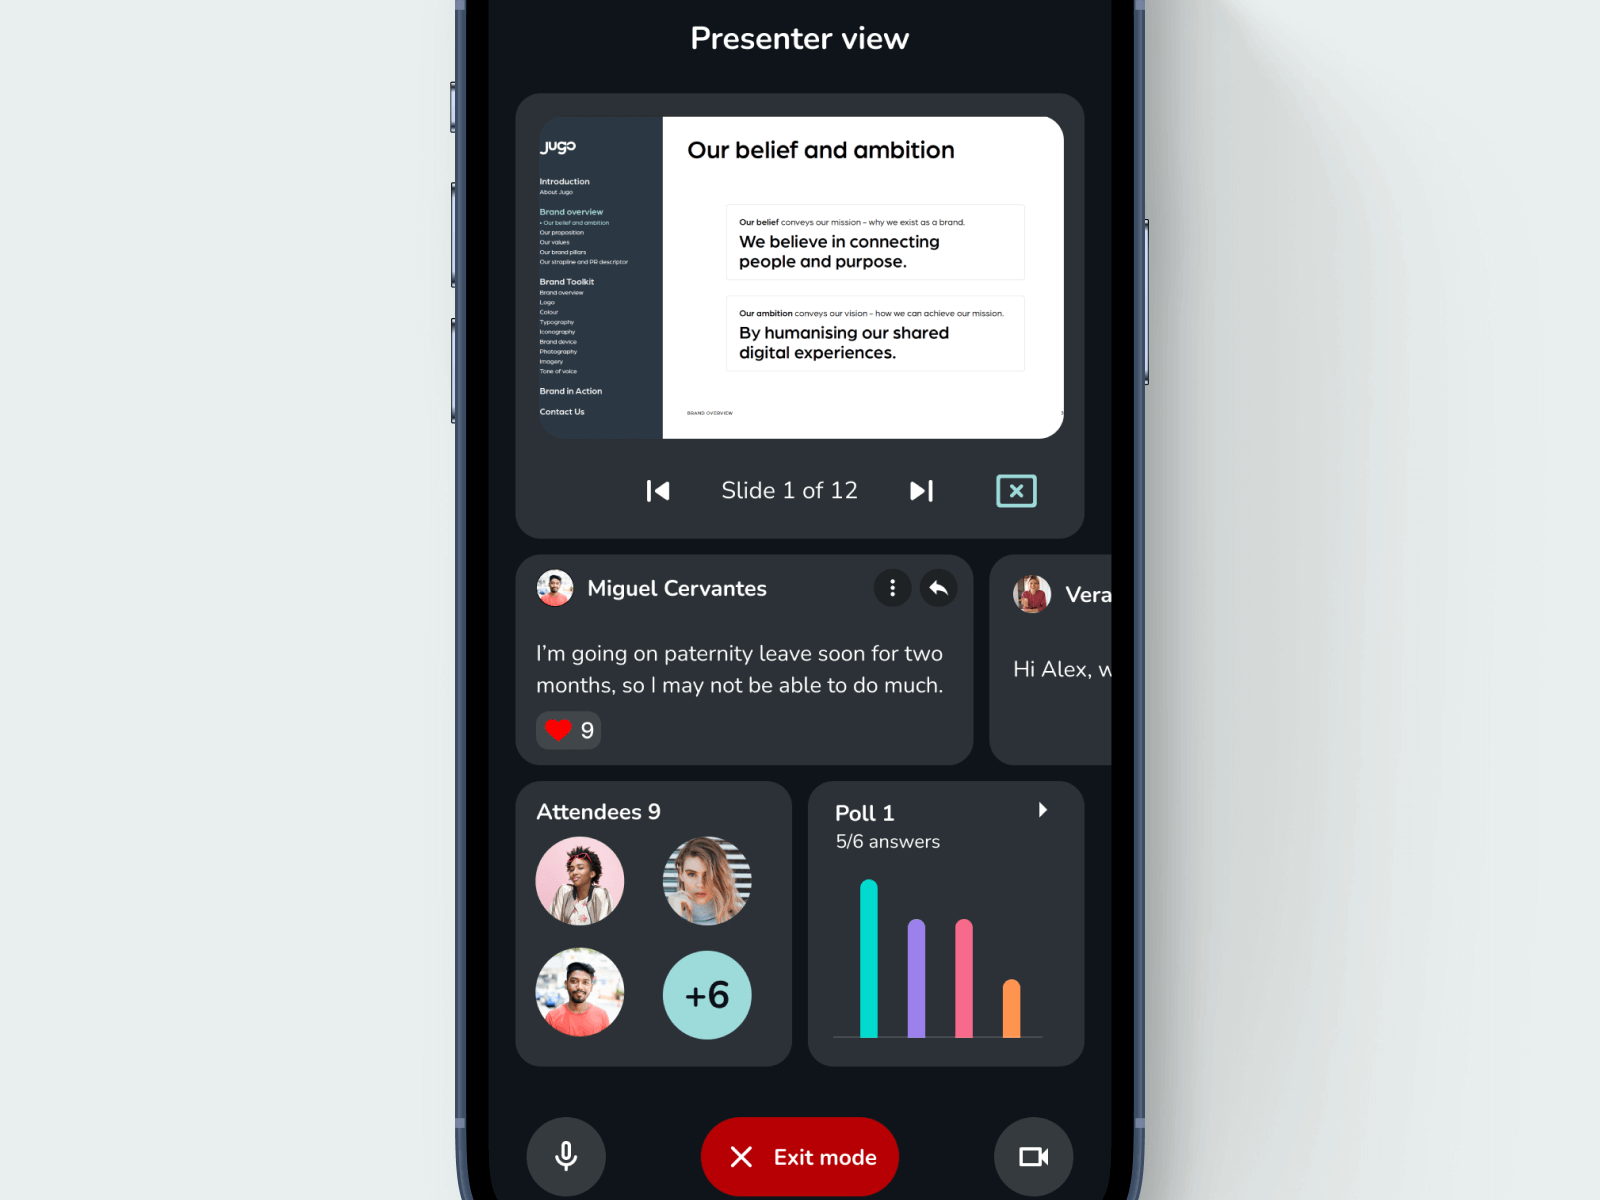 Presenter view
Jugo
Our belief and ambition
Introduction
About Jugo
Brand overview
• Our belief and ambition
Our proposition
Our values
Our brand pillars
Our strapline and PR descriptor
Brand Toolkit
Brand overview
Logo
Colour
Typography
Iconography
Brand device
Photography
Imagery
Tone of voice
Brand in Action
Contact Us
Our belief conveys our mission - why we exist as a brand.
We believe in connecting
people and purpose.
Our ambition conveys our vision - how we can achieve our mission.
By humanising our shared
digital experiences.
BRAND OVERVIEW
Slide 1 of 12
Miguel Cervantes
I'm going on paternity leave soon for two
months, so I may not be able to do much.
9
Vera
Hi Alex, w
Attendees 9
+6
Poll 1
5/6 answers
Exit mode